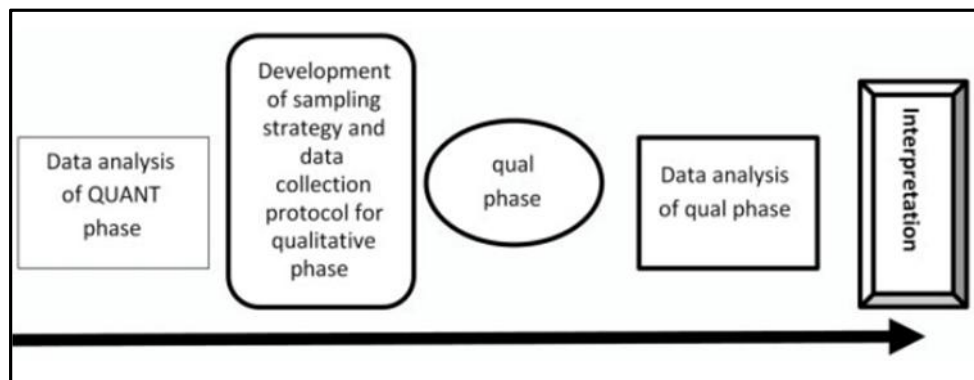 Data analysis
of QUANT
phase
Development
of sampling
strategy and
data
collection
protocol for
qualitative
phase
qual
phase
Data analysis
of qual phase
Interpretation